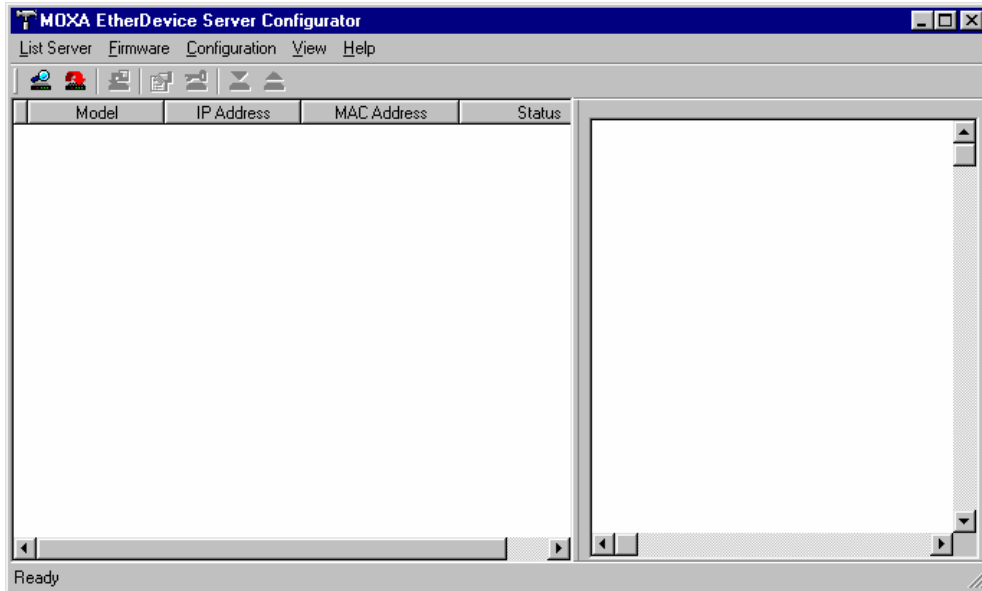 MOXA EtherDevice Server Configurator
List Server Firmware Configuration View Help
Model IP Address MAC Address Status
Ready